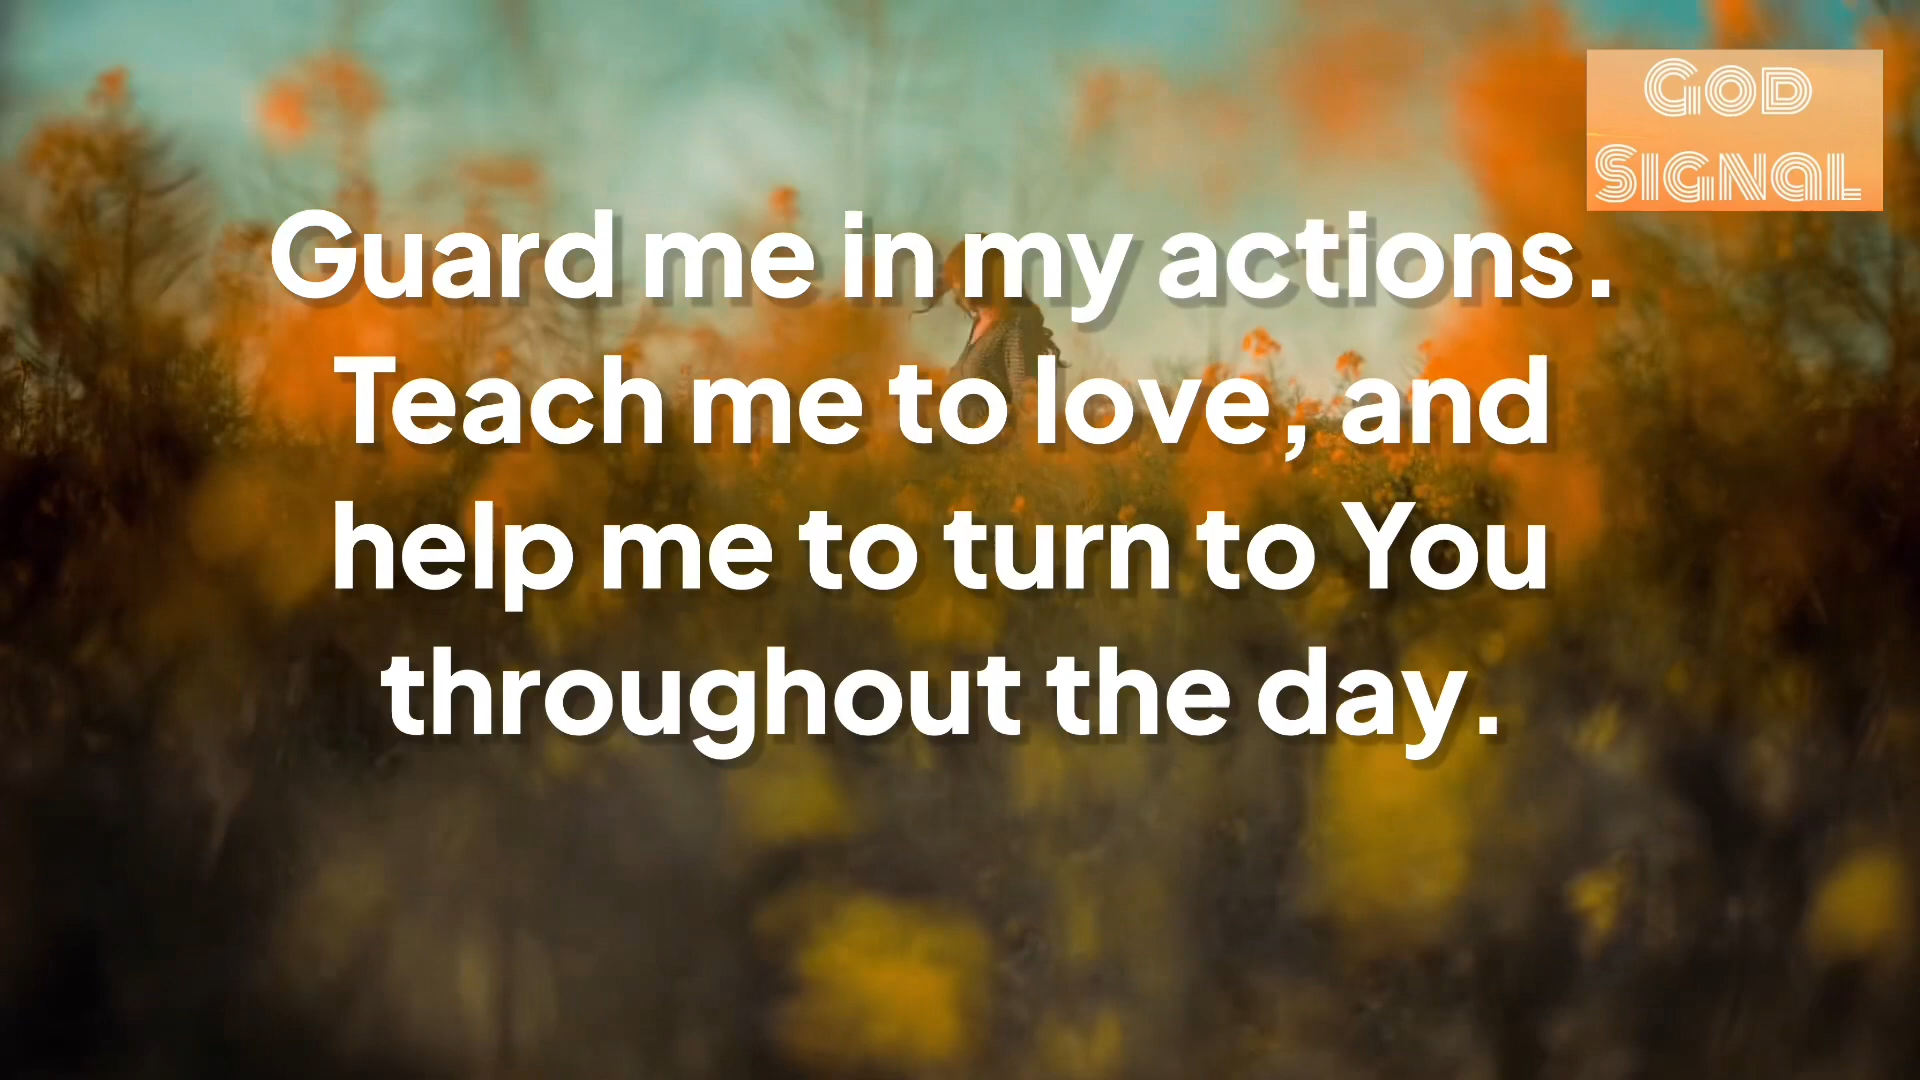 God
Signal
Guard me in my actions.
Teach me to love, and
help me to turn to You
throughout the day.